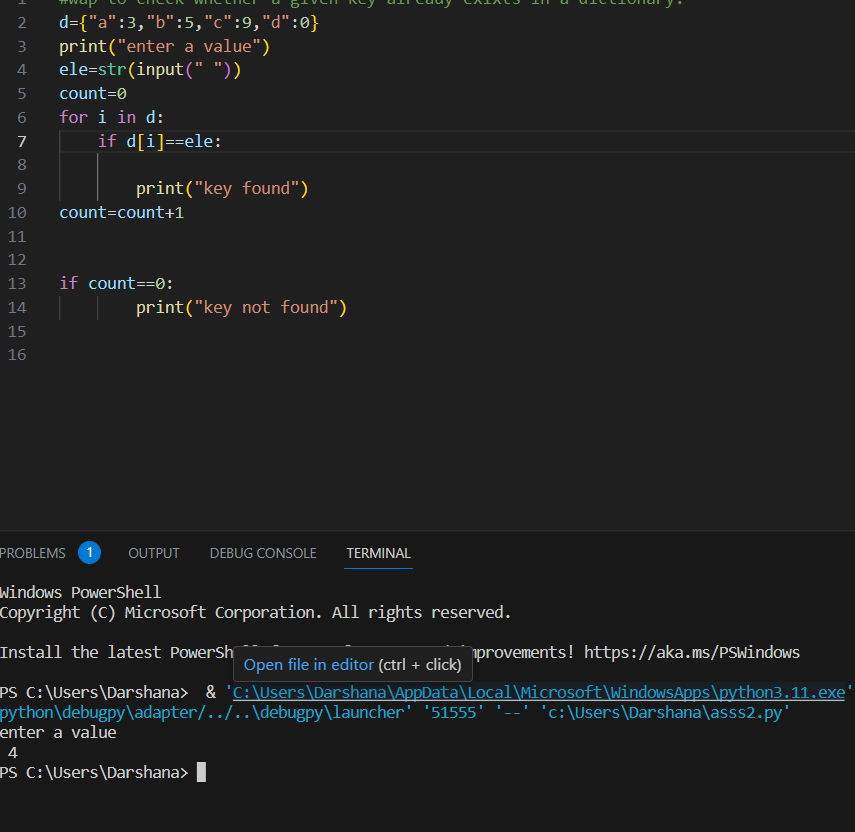 1 #wap to check whether a given key already exixts in a dictionary.
2 d={"a":3,"b":5,"c":9,"d":0}
3 print("enter a value")
4 ele=str(input(" "))
5 count=0
6 for i in d:
7 if d[i]==ele:
8
9 print("key found")
10 count=count+1
11
12
13 if count==0:
14 print("key not found")
15
16
PROBLEMS 1 OUTPUT DEBUG CONSOLE TERMINAL
Windows PowerShell
Copyright (C) Microsoft Corporation. All rights reserved.
Install the latest PowerShell improvements! https://aka.ms/PSWindows
Open file in editor (ctrl + click)
PS C:\Users\Darshana> & 'C:\Users\Darshana\AppData\Local\Microsoft\WindowsApps\python3.11.exe'
python\debugpy\adapter/../..\debugpy\launcher' '51555' '--' 'c:\Users\Darshana\asss2.py'
enter a value
4
PS C:\Users\Darshana>